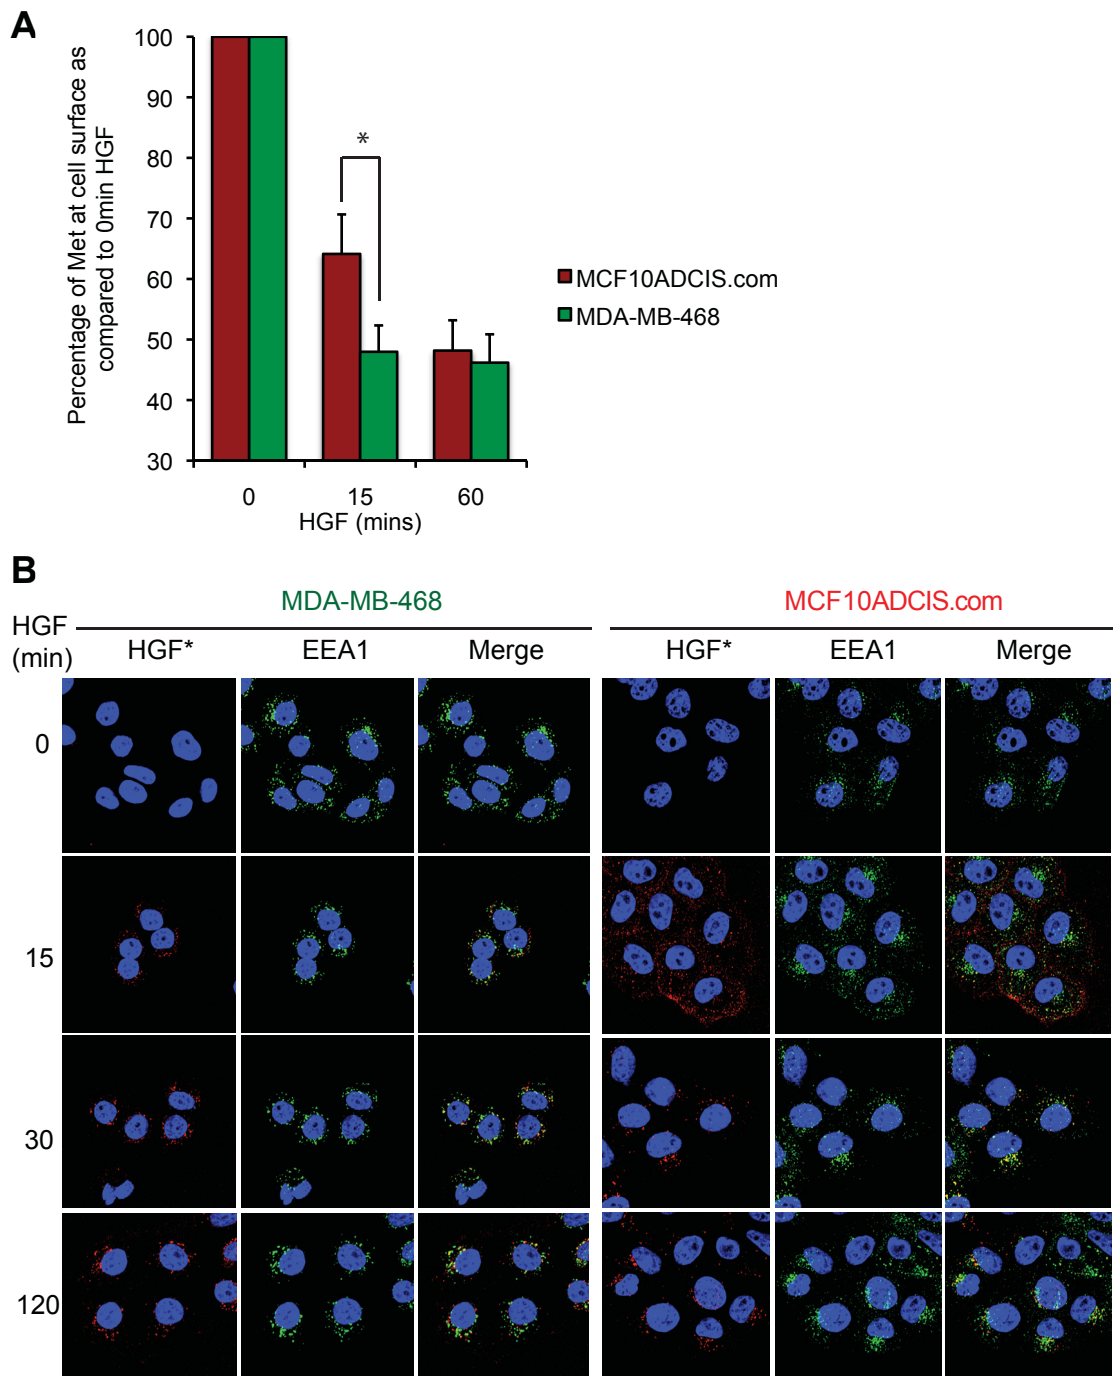 A
Percentage of Met at cell surface as
compared to 0min HGF
100
90
80
70
60
50
40
30
*
0
15
60
HGF (mins)
MCF10ADCIS.com
MDA-MB-468
B
MDA-MB-468
MCF10ADCIS.com
HGF
(min)
HGF*
EEA1
Merge
HGF*
EEA1
Merge
0
15
30
120